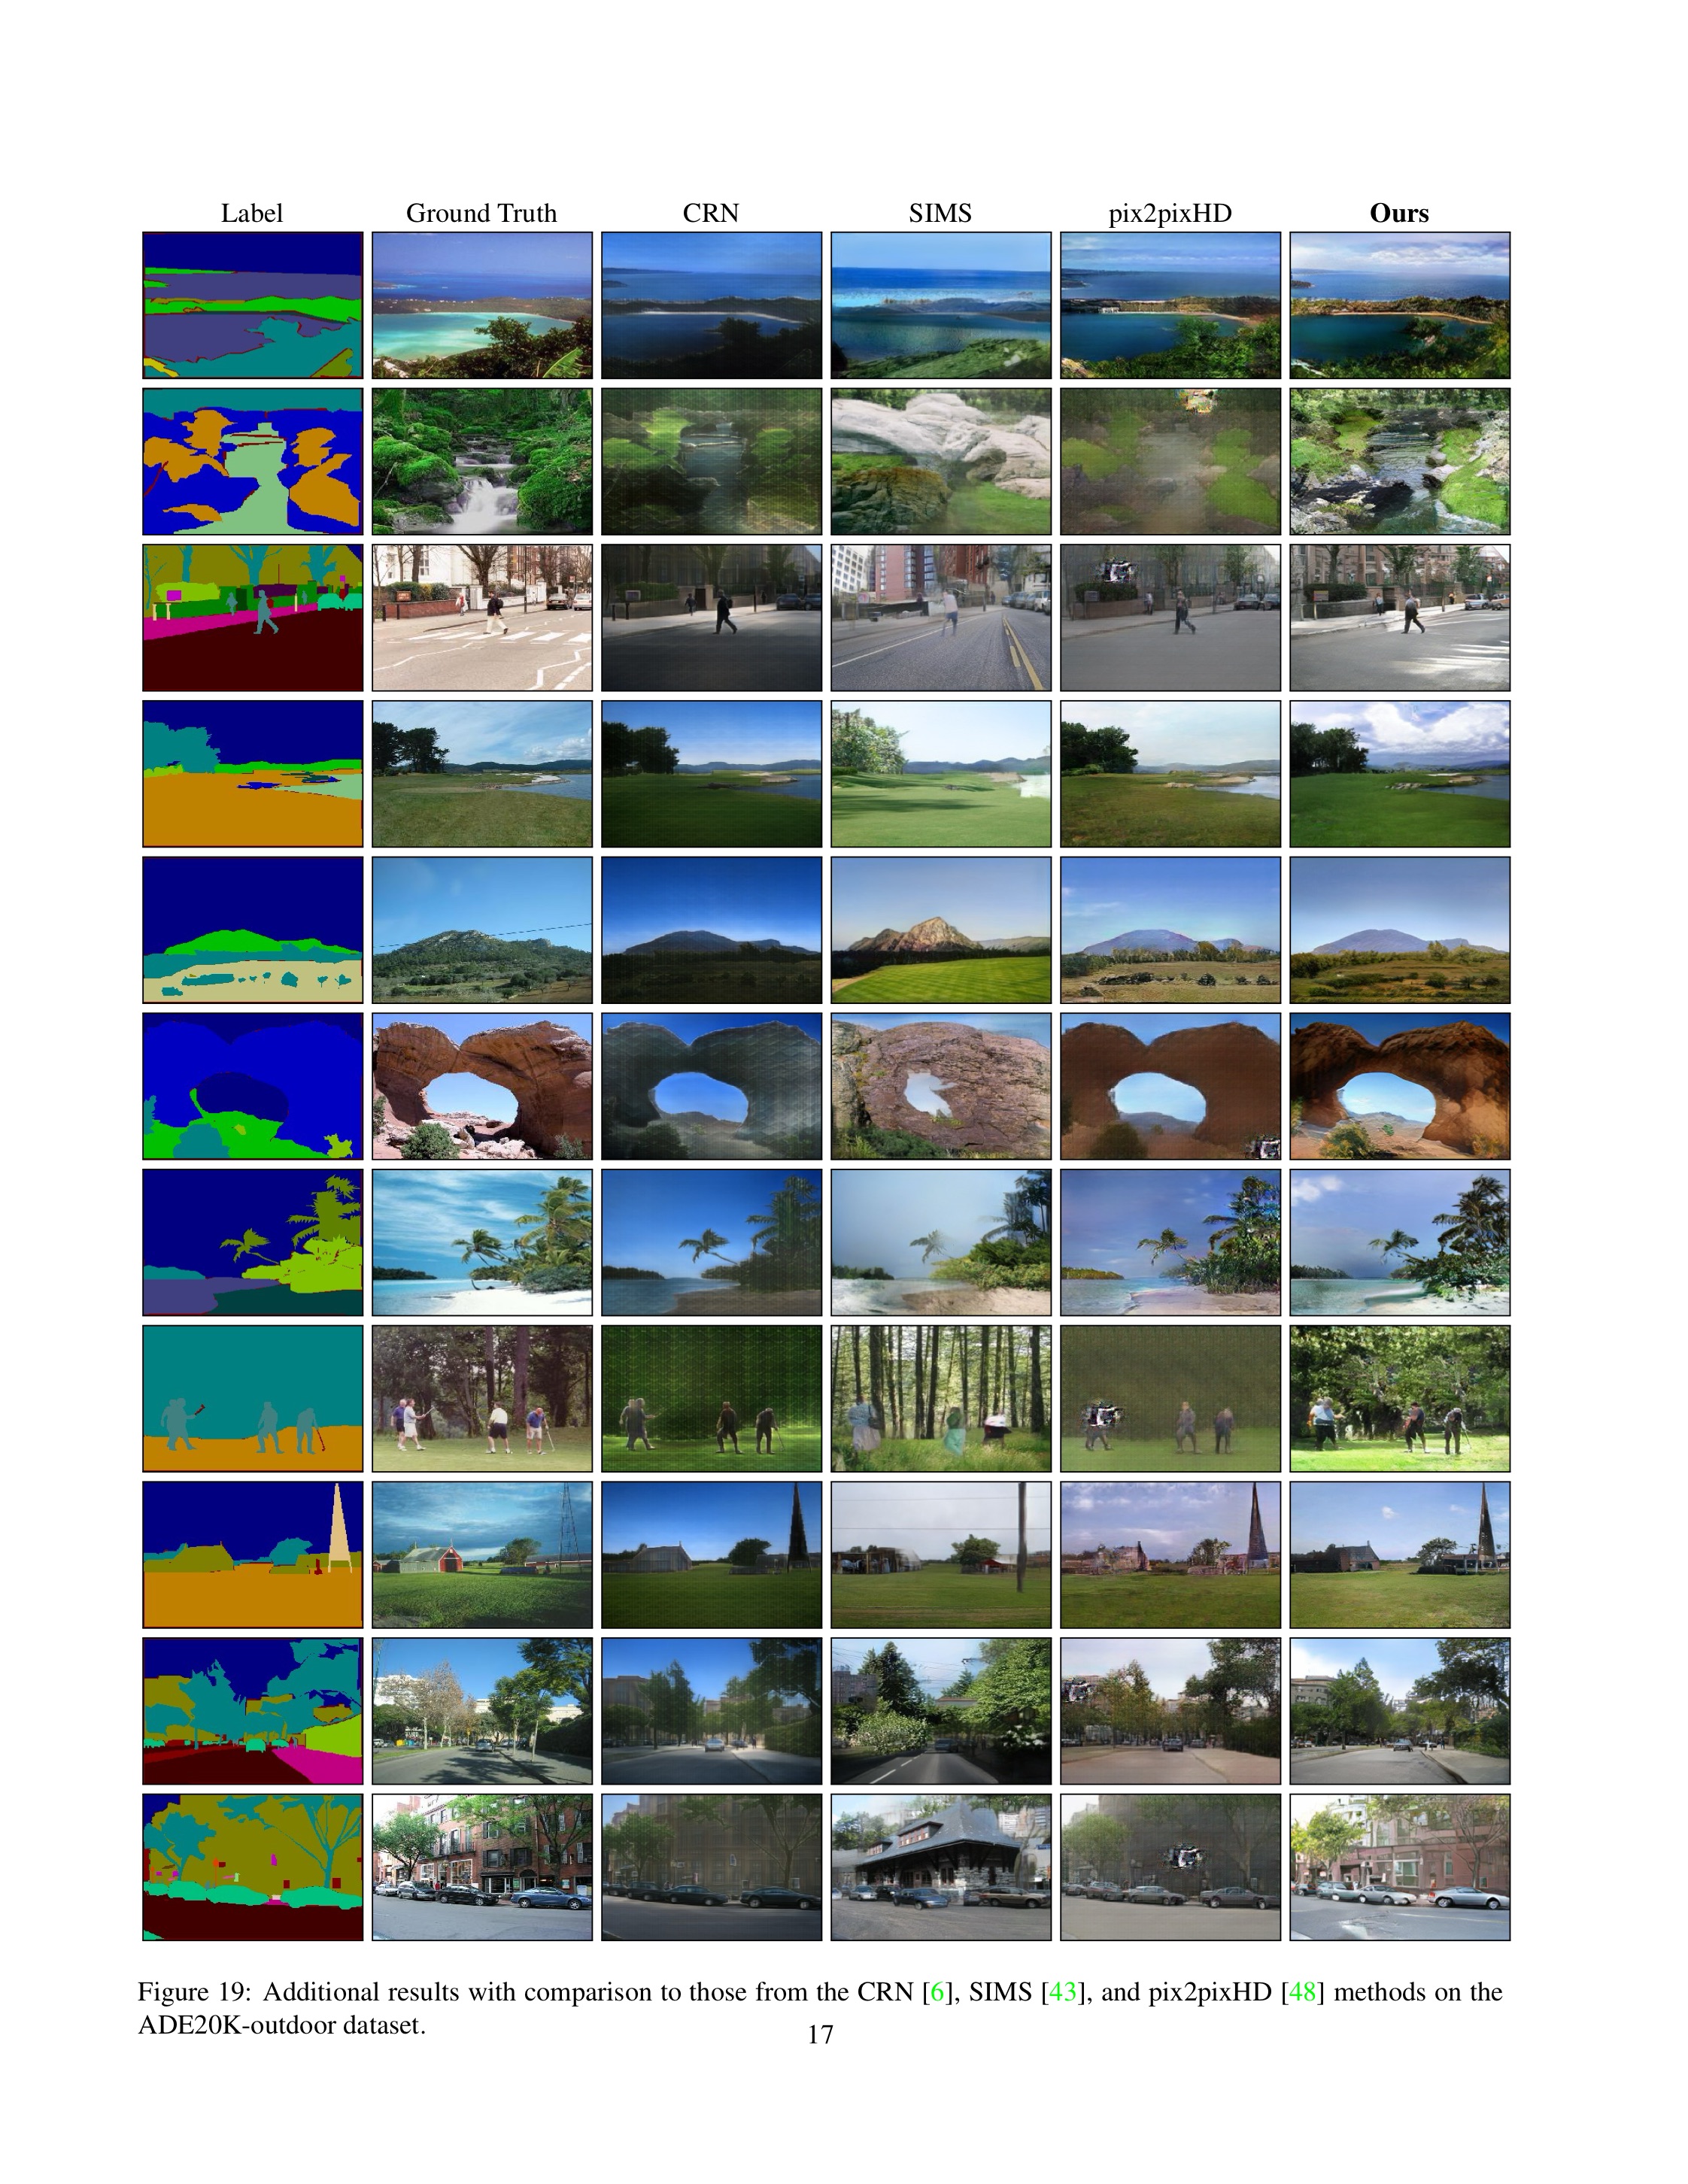 Label Ground Truth CRN SIMS pix2pixHD Ours
Figure 19: Additional results with comparison to those from the CRN [6], SIMS [43], and pix2pixHD [48] methods on the
ADE20K-outdoor dataset.
17